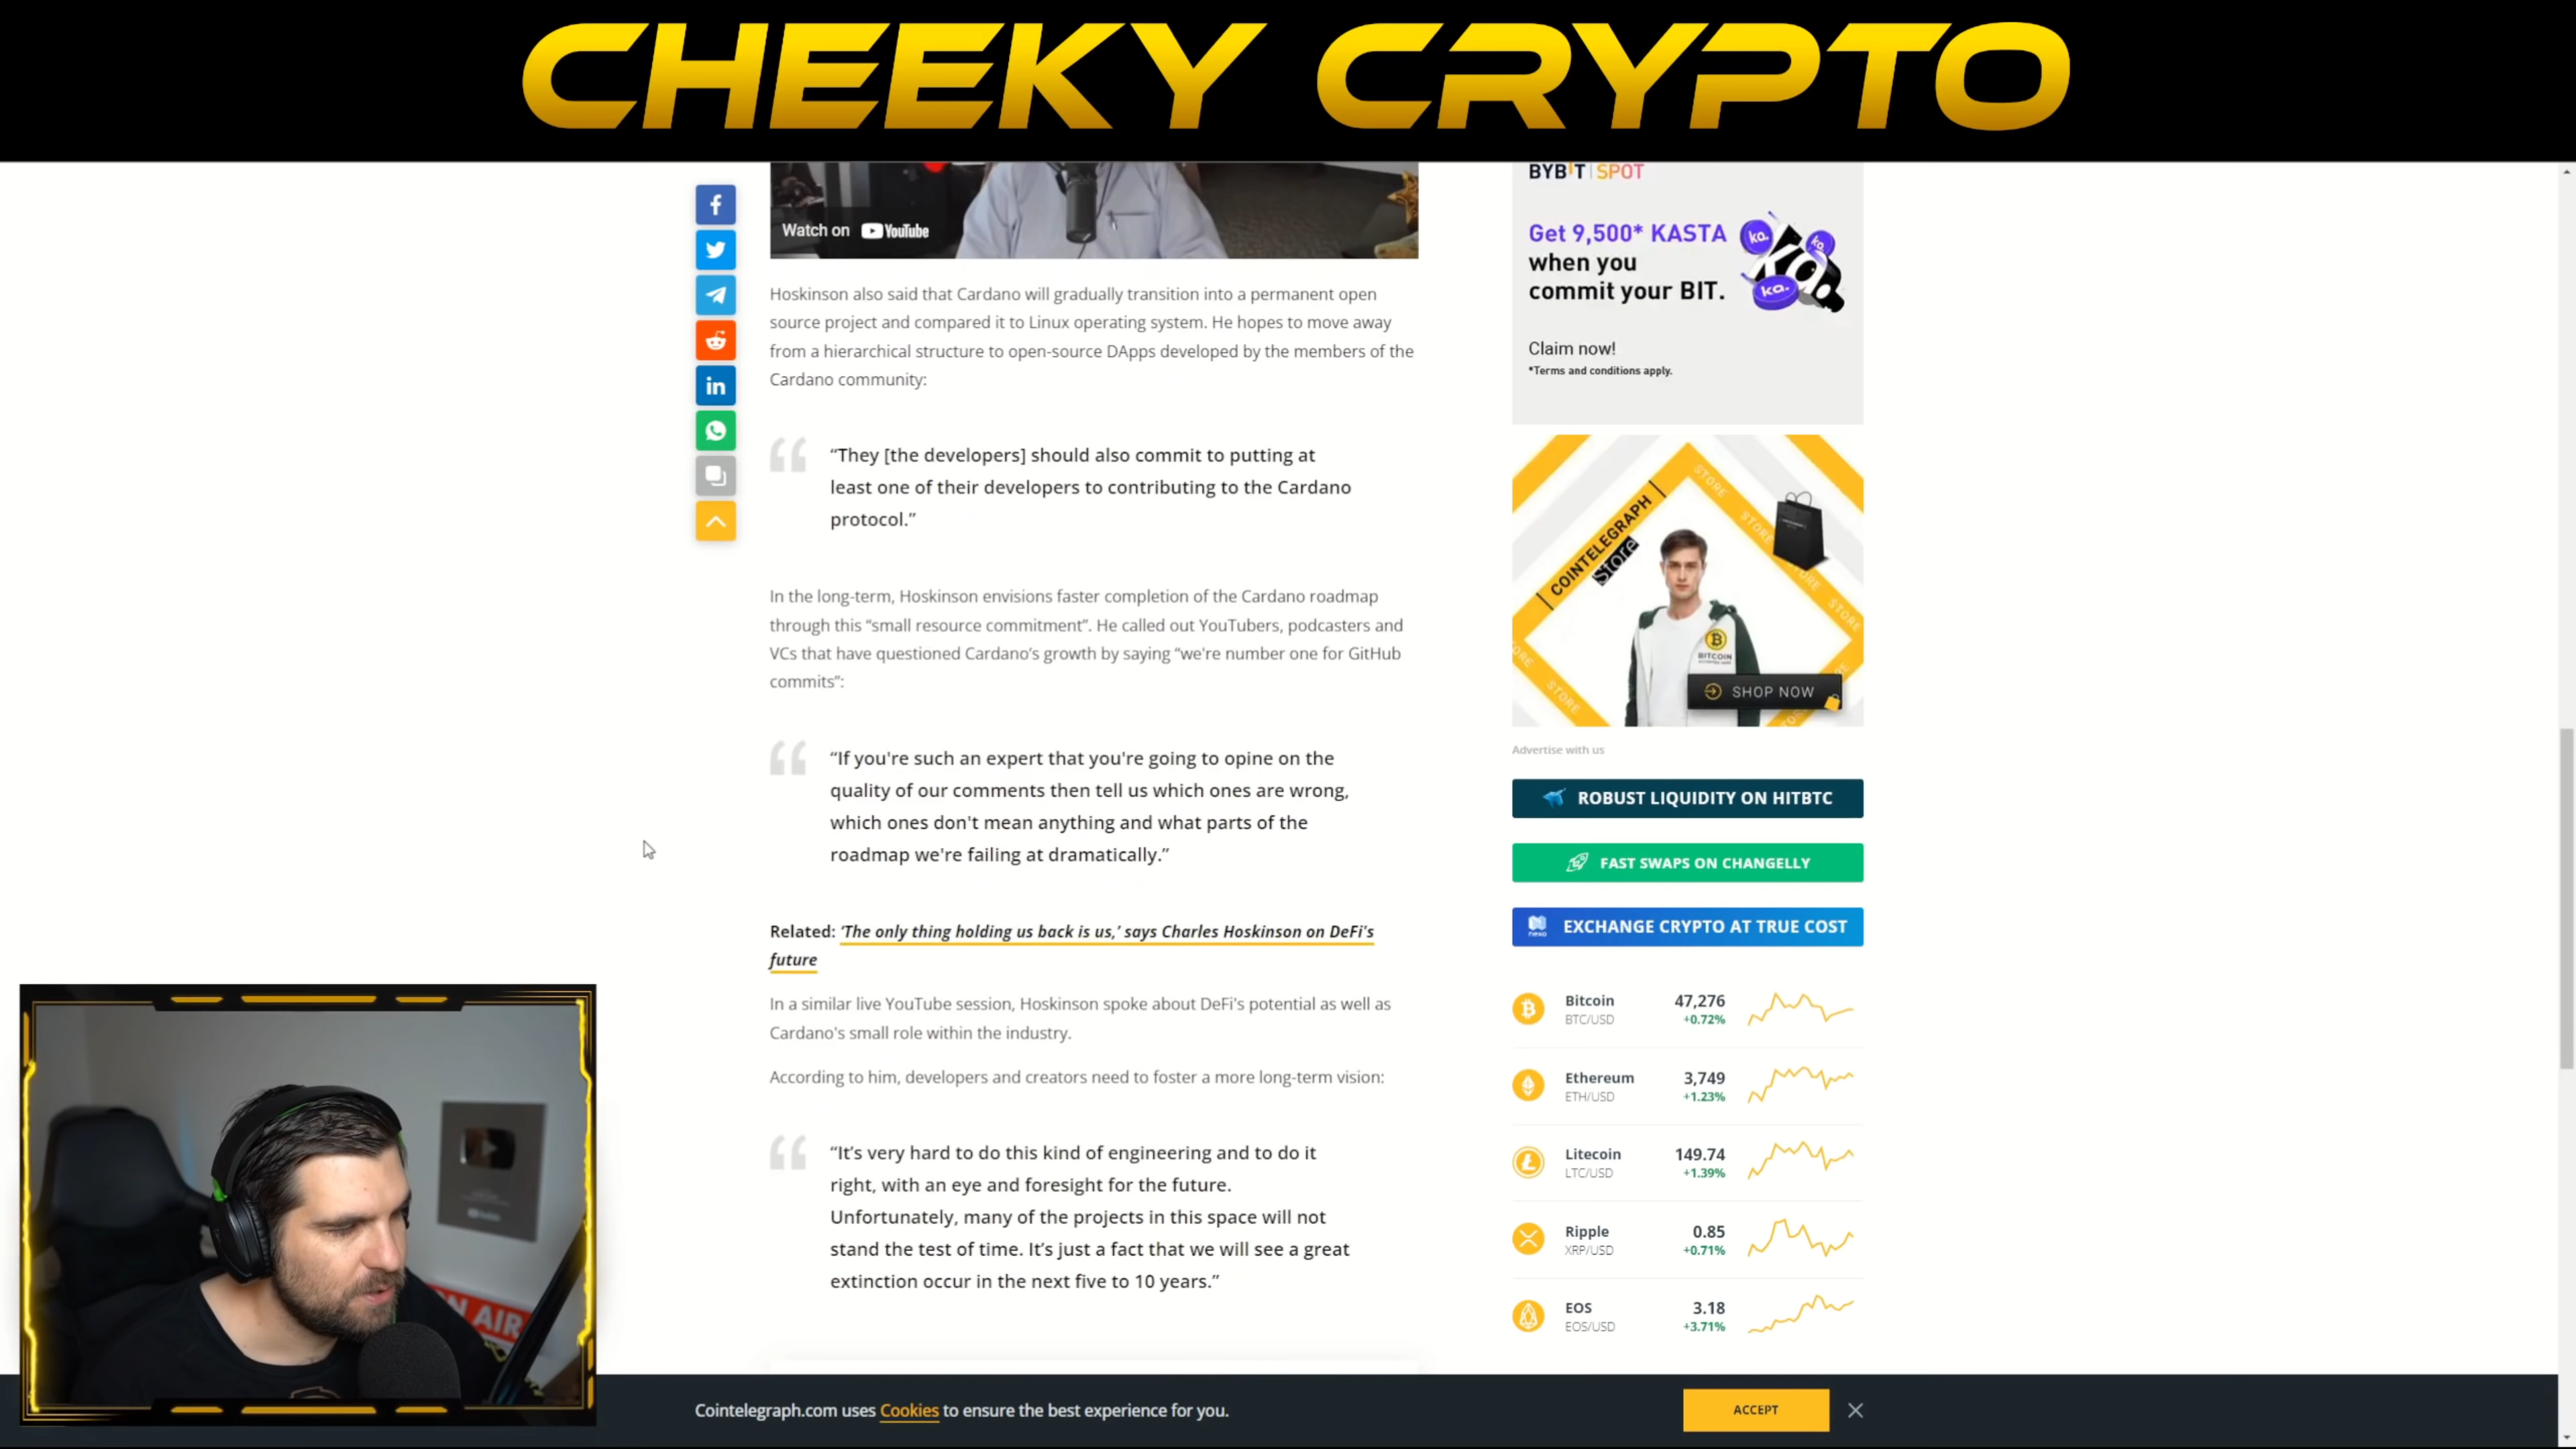 CHEEKY CRYPTO
Watch on YouTube
Hoskinson also said that Cardano will gradually transition into a permanent open
source project and compared it to Linux operating system. He hopes to move away
from a hierarchical structure to open-source DApps developed by the members of the
Cardano community:
“They [the developers] should also commit to putting at
least one of their developers to contributing to the Cardano
protocol.”
In the long-term, Hoskinson envisions faster completion of the Cardano roadmap
through this “small resource commitment”. He called out YouTubers, podcasters and
VCs that have questioned Cardano’s growth by saying “we're number one for GitHub
commits”:
“If you're such an expert that you're going to opine on the
quality of our comments then tell us which ones are wrong,
which ones don't mean anything and what parts of the
roadmap we're failing at dramatically.”
Related: ‘The only thing holding us back is us,’ says Charles Hoskinson on DeFi's
future
In a similar live YouTube session, Hoskinson spoke about DeFi's potential as well as
Cardano's small role within the industry.
According to him, developers and creators need to foster a more long-term vision:
“It’s very hard to do this kind of engineering and to do it
right, with an eye and foresight for the future.
Unfortunately, many of the projects in this space will not
stand the test of time. It’s just a fact that we will see a great
extinction occur in the next five to 10 years.”
BYBIT | SPOT
Get 9,500* KASTA
when you
commit your BIT.
Claim now!
*Terms and conditions apply.
ka.
ka.
ka.
COINTELEGRAPH
Store
STORE
STORE
STORE
STORE
STORE
BITCOIN
SHOP NOW
Advertise with us
ROBUST LIQUIDITY ON HITBTC
FAST SWAPS ON CHANGELLY
nexo EXCHANGE CRYPTO AT TRUE COST
Bitcoin 47,276
BTC/USD +0.72%
Ethereum 3,749
ETH/USD +1.23%
Litecoin 149.74
LTC/USD +1.39%
Ripple 0.85
XRP/USD +0.71%
EOS 3.18
EOS/USD +3.71%
AIR
Cointelegraph.com uses Cookies to ensure the best experience for you.
ACCEPT